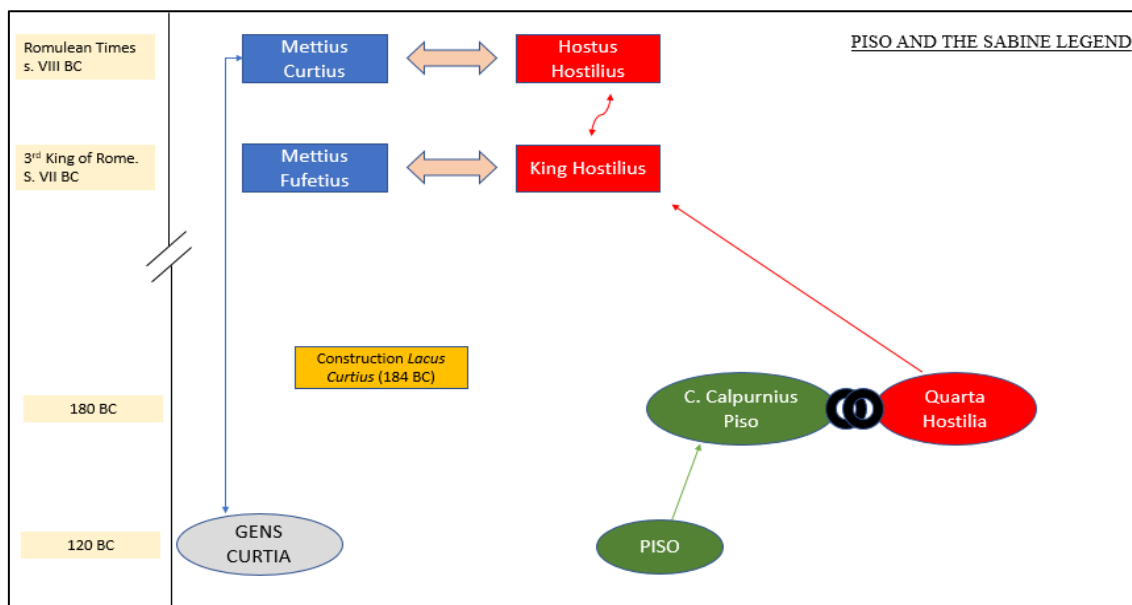 Romulean Times
s. VIII BC
Mettius
Curtius
Hostus
Hostilius
PISO AND THE SABINE LEGEND
3rd King of Rome.
S. VII BC
Mettius
Fufetius
King Hostilius
Construction Lacus
Curtius (184 BC)
180 BC
C. Calpurnius
Piso
Quarta
Hostilia
120 BC
GENS
CURTIA
PISO